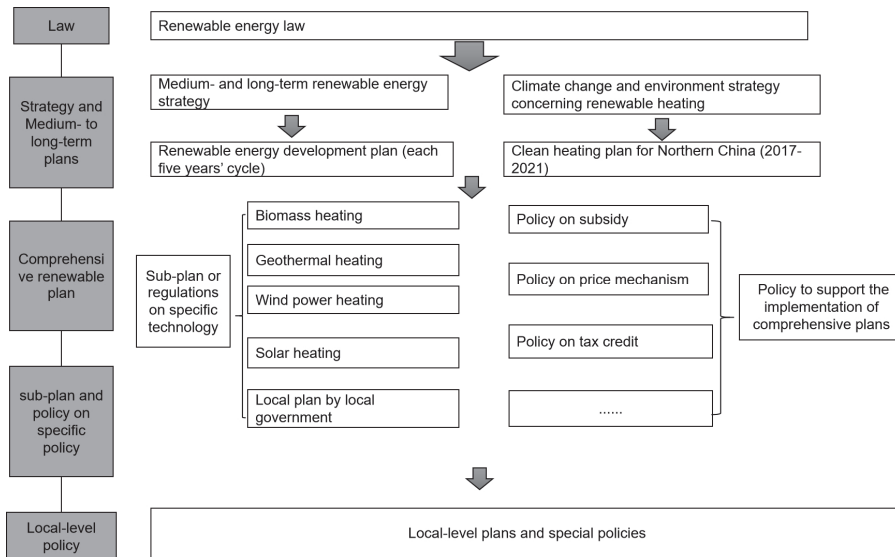 Law
Renewable energy law
Strategy and
Medium- to
long-term
plans
Medium- and long-term renewable energy
strategy
Climate change and environment strategy
concerning renewable heating
Renewable energy development plan (each
five years’ cycle)
Clean heating plan for Northern China (2017-
2021)
Comprehensi
ve renewable
plan
Sub-plan or
regulations
on specific
technology
Biomass heating
Geothermal heating
Wind power heating
Solar heating
Local plan by local
government
Policy on subsidy
Policy on price mechanism
Policy on tax credit
......
Policy to support the
implementation of
comprehensive plans
sub-plan and
policy on
specific
policy
Local-level
policy
Local-level plans and special policies